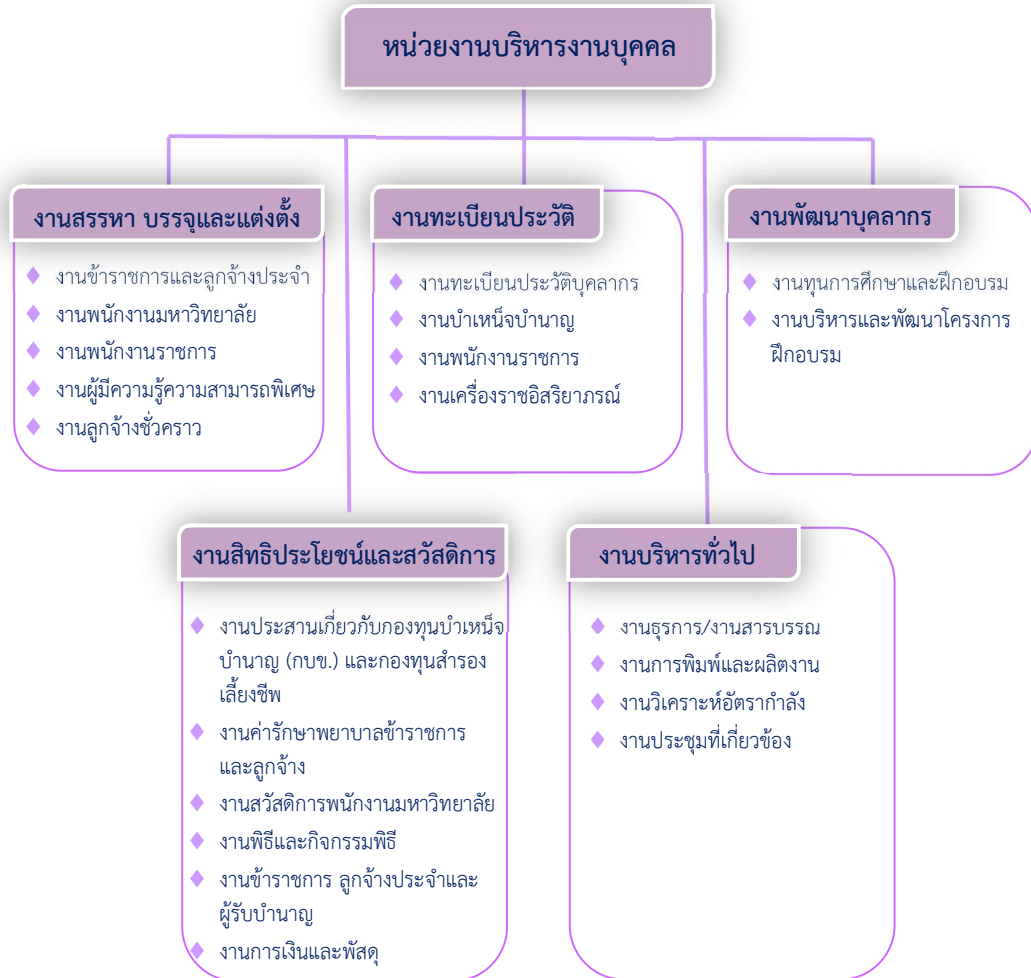 หน่วยงานบริหารงานบุคคล
งานสรรหา บรรจุและแต่งตั้ง
งานข้าราชการและลูกจ้างประจำ
งานพนักงานมหาวิทยาลัย
งานพนักงานราชการ
งานผู้มีความรู้ความสามารถพิเศษ
งานลูกจ้างชั่วคราว
งานทะเบียนประวัติ
งานทะเบียนประวัติบุคลากร
งานบำเหน็จบำนาญ
งานพนักงานราชการ
งานเครื่องราชอิสริยาภรณ์
งานพัฒนาบุคลากร
งานทุนการศึกษาและฝึกอบรม
งานบริหารและพัฒนาโครงการ
ฝึกอบรม
งานสิทธิประโยชน์และสวัสดิการ
งานประสานเกี่ยวกับกองทุนบำเหน็จ
บำนาญ (กบข.) และกองทุนสำรอง
เลี้ยงชีพ
งานค่ารักษาพยาบาลข้าราชการ
และลูกจ้าง
งานสวัสดิการพนักงานมหาวิทยาลัย
งานพิธีและกิจกรรมพิธี
งานข้าราชการ ลูกจ้างประจำและ
ผู้รับบำนาญ
งานการเงินและพัสดุ
งานบริหารทั่วไป
งานธุรการ/งานสารบรรณ
งานการพิมพ์และผลิตงาน
งานวิเคราะห์อัตรากำลัง
งานประชุมที่เกี่ยวข้อง